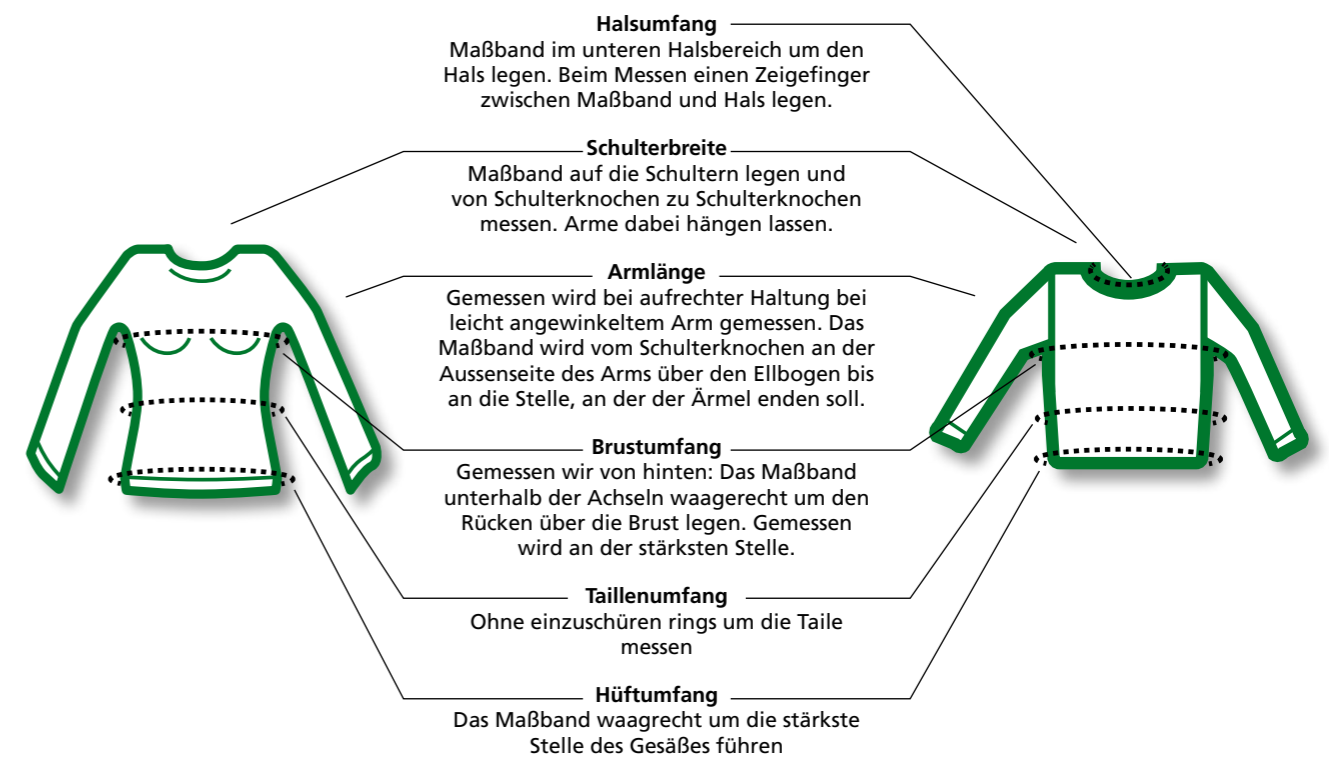 Halsumfang
Maßband im unteren Halsbereich um den
Hals legen. Beim Messen einen Zeigefinger
zwischen Maßband und Hals legen.
Schulterbreite
Maßband auf die Schultern legen und
von Schulterknochen zu Schulterknochen
messen. Arme dabei hängen lassen.
Armlänge
Gemessen wird bei aufrechter Haltung bei
leicht angewinkeltem Arm gemessen. Das
Maßband wird vom Schulterknochen an der
Aussenseite des Arms über den Ellbogen bis
an die Stelle, an der der Ärmel enden soll.
Brustumfang
Gemessen wir von hinten: Das Maßband
unterhalb der Achseln waagerecht um den
Rücken über die Brust legen. Gemessen
wird an der stärksten Stelle.
Taillenumfang
Ohne einzuschüren rings um die Taile
messen
Hüftumfang
Das Maßband waagrecht um die stärkste
Stelle des Gesäßes führen